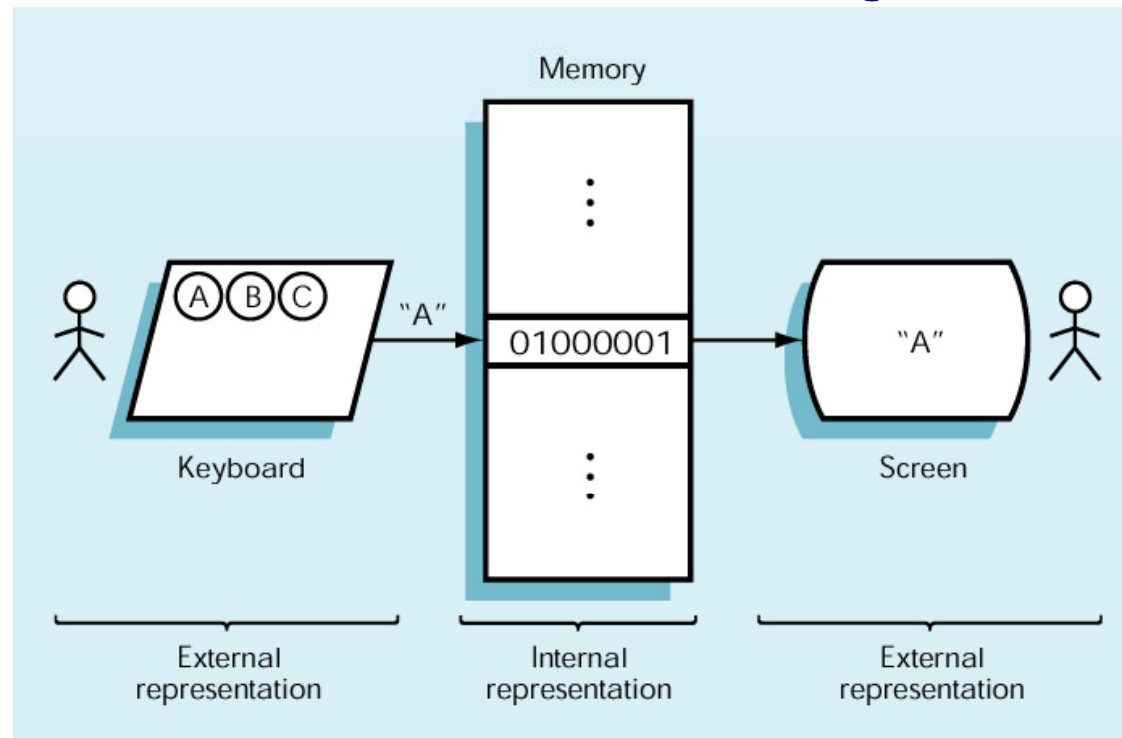 Memory
A B C
“A”
01000001
“A”
Keyboard
Screen
External
representation
Internal
representation
External
representation